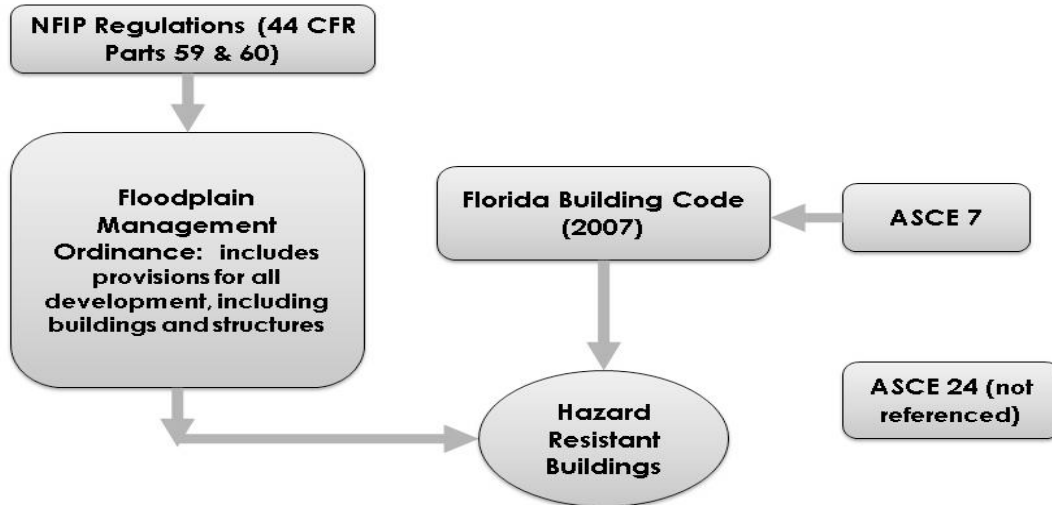 NFIP Regulations (44 CFR
Parts 59 & 60)
Floodplain
Management
Ordinance: includes
provisions for all
development, including
buildings and structures
Florida Building Code
(2007)
ASCE 7
ASCE 24 (not
referenced)
Hazard
Resistant
Buildings